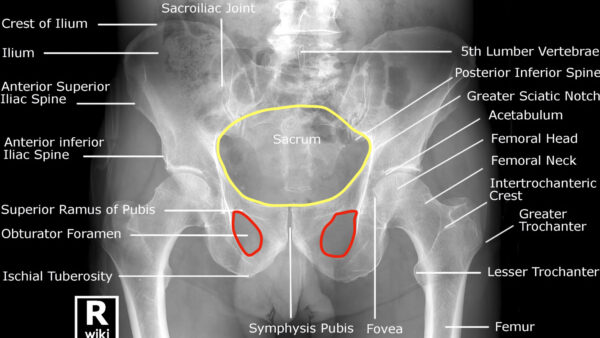 Sacroiliac Joint
Crest of Ilium
Ilium
Anterior Superior
Iliac Spine
Anterior inferior
Iliac Spine
Superior Ramus of Pubis
Obturator Foramen
Ischial Tuberosity
Sacrum
5th Lumber Vertebrae
Posterior Inferior Spine
Greater Sciatic Notch
Acetabulum
Femoral Head
Femoral Neck
Intertrochanteric
Crest
Greater
Trochanter
Lesser Trochanter
Femur
Symphysis Pubis
Fovea
R
wiki